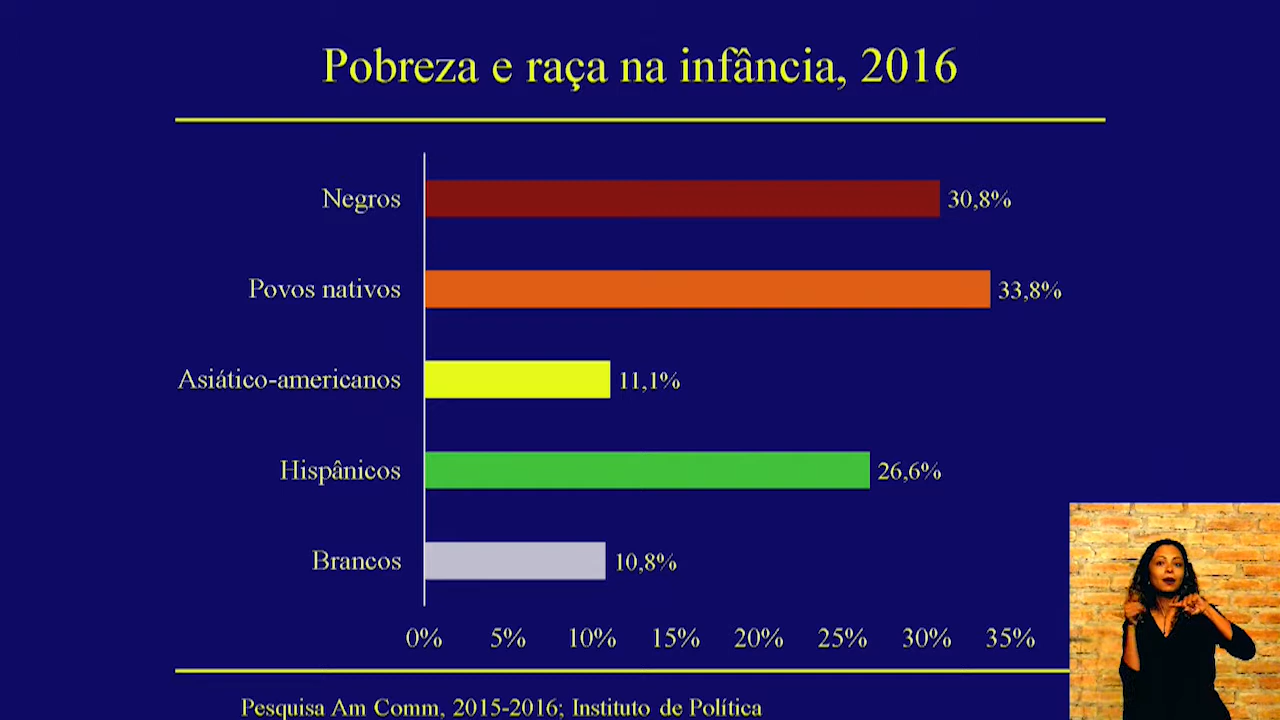 Pobreza e raça na infância, 2016
Negros
30,8%
Povos nativos
33,8%
Asiático-americanos
11,1%
Hispânicos
26,6%
Brancos
10,8%
0% 5% 10% 15% 20% 25% 30% 35%
Pesquisa Am Comm, 2015-2016; Instituto de Política